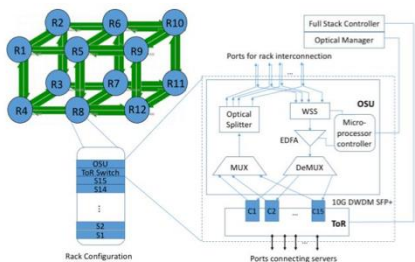 R2
R6
R10
R1
R5
R9
R3
R7
R11
R4
R8
R12
OSU
ToR Switch
S15
S14
S2
S1
Rack Configuration
Full Stack Controller
Optical Manager
Ports for rack interconnection
...
OSU
Optical
Splitter
WSS
EDFA
Micro-
processor
controller
MUX
DeMUX
10G DWDM SFP+
C1
C2
...
C15
ToR
...
Ports connecting servers